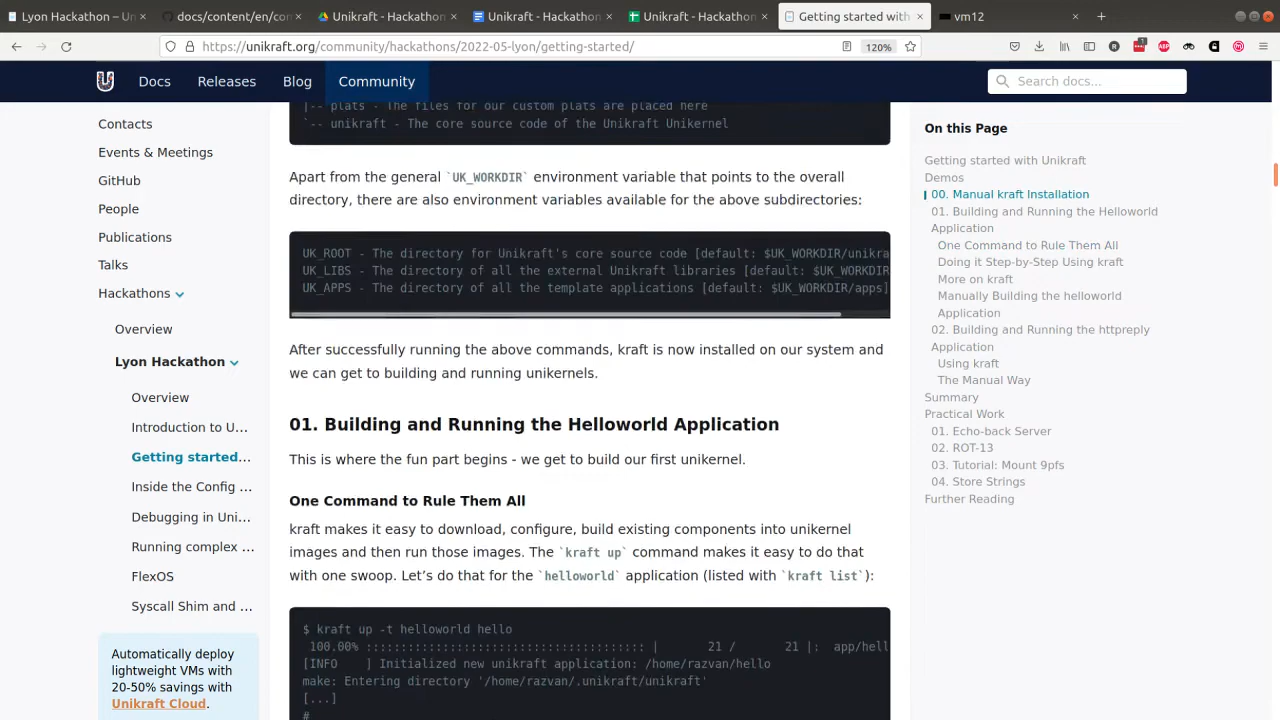 Lyon Hackathon – Un
docs/content/en/con
Unikraft - Hackathon
Unikraft - Hackathon
Unikraft - Hackathon
Getting started with
vm12
https://unikraft.org/community/hackathons/2022-05-lyon/getting-started/
120%
Docs
Releases
Blog
Community
Search docs...
Contacts
Events & Meetings
GitHub
People
Publications
Talks
Hackathons
Overview
Lyon Hackathon
Overview
Introduction to U...
Getting started...
Inside the Config ...
Debugging in Uni...
Running complex ...
FlexOS
Syscall Shim and ...
Automatically deploy
lightweight VMs with
20-50% savings with
Unikraft Cloud.
|-- plats - The files for our custom plats are placed here
`-- unikraft - The core source code of the Unikraft Unikernel
Apart from the general `UK_WORKDIR` environment variable that points to the overall
directory, there are also environment variables available for the above subdirectories:
UK_ROOT - The directory for Unikraft's core source code [default: $UK_WORKDIR/unikra
UK_LIBS - The directory of all the external Unikraft libraries [default: $UK_WORKDIR
UK_APPS - The directory of all the template applications [default: $UK_WORKDIR/apps]
After successfully running the above commands, kraft is now installed on our system and
we can get to building and running unikernels.
01. Building and Running the Helloworld Application
This is where the fun part begins - we get to build our first unikernel.
One Command to Rule Them All
kraft makes it easy to download, configure, build existing components into unikernel
images and then run those images. The `kraft up` command makes it easy to do that
with one swoop. Let’s do that for the `helloworld` application (listed with `kraft list`):
$ kraft up -t helloworld hello
100.00% :::::::::::::::::::::::::::::::::::::::: | 21 / 21 |: app/hell
[INFO ] Initialized new unikraft application: /home/razvan/hello
make: Entering directory '/home/razvan/.unikraft/unikraft'
[...]
#
On this Page
Getting started with Unikraft
Demos
00. Manual kraft Installation
01. Building and Running the Helloworld
Application
One Command to Rule Them All
Doing it Step-by-Step Using kraft
More on kraft
Manually Building the helloworld
Application
02. Building and Running the httpreply
Application
Using kraft
The Manual Way
Summary
Practical Work
01. Echo-back Server
02. ROT-13
03. Tutorial: Mount 9pfs
04. Store Strings
Further Reading